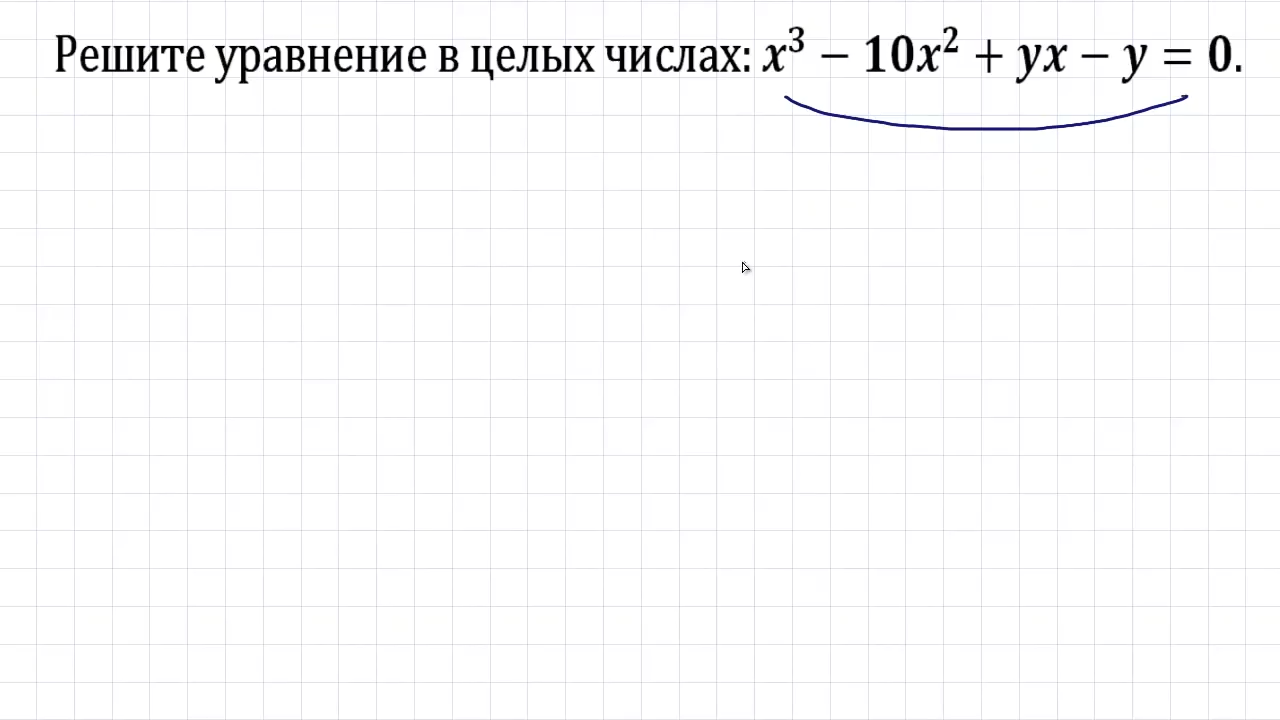 Решите уравнение в целых числах: x³ − 10x² + yx − y = 0.